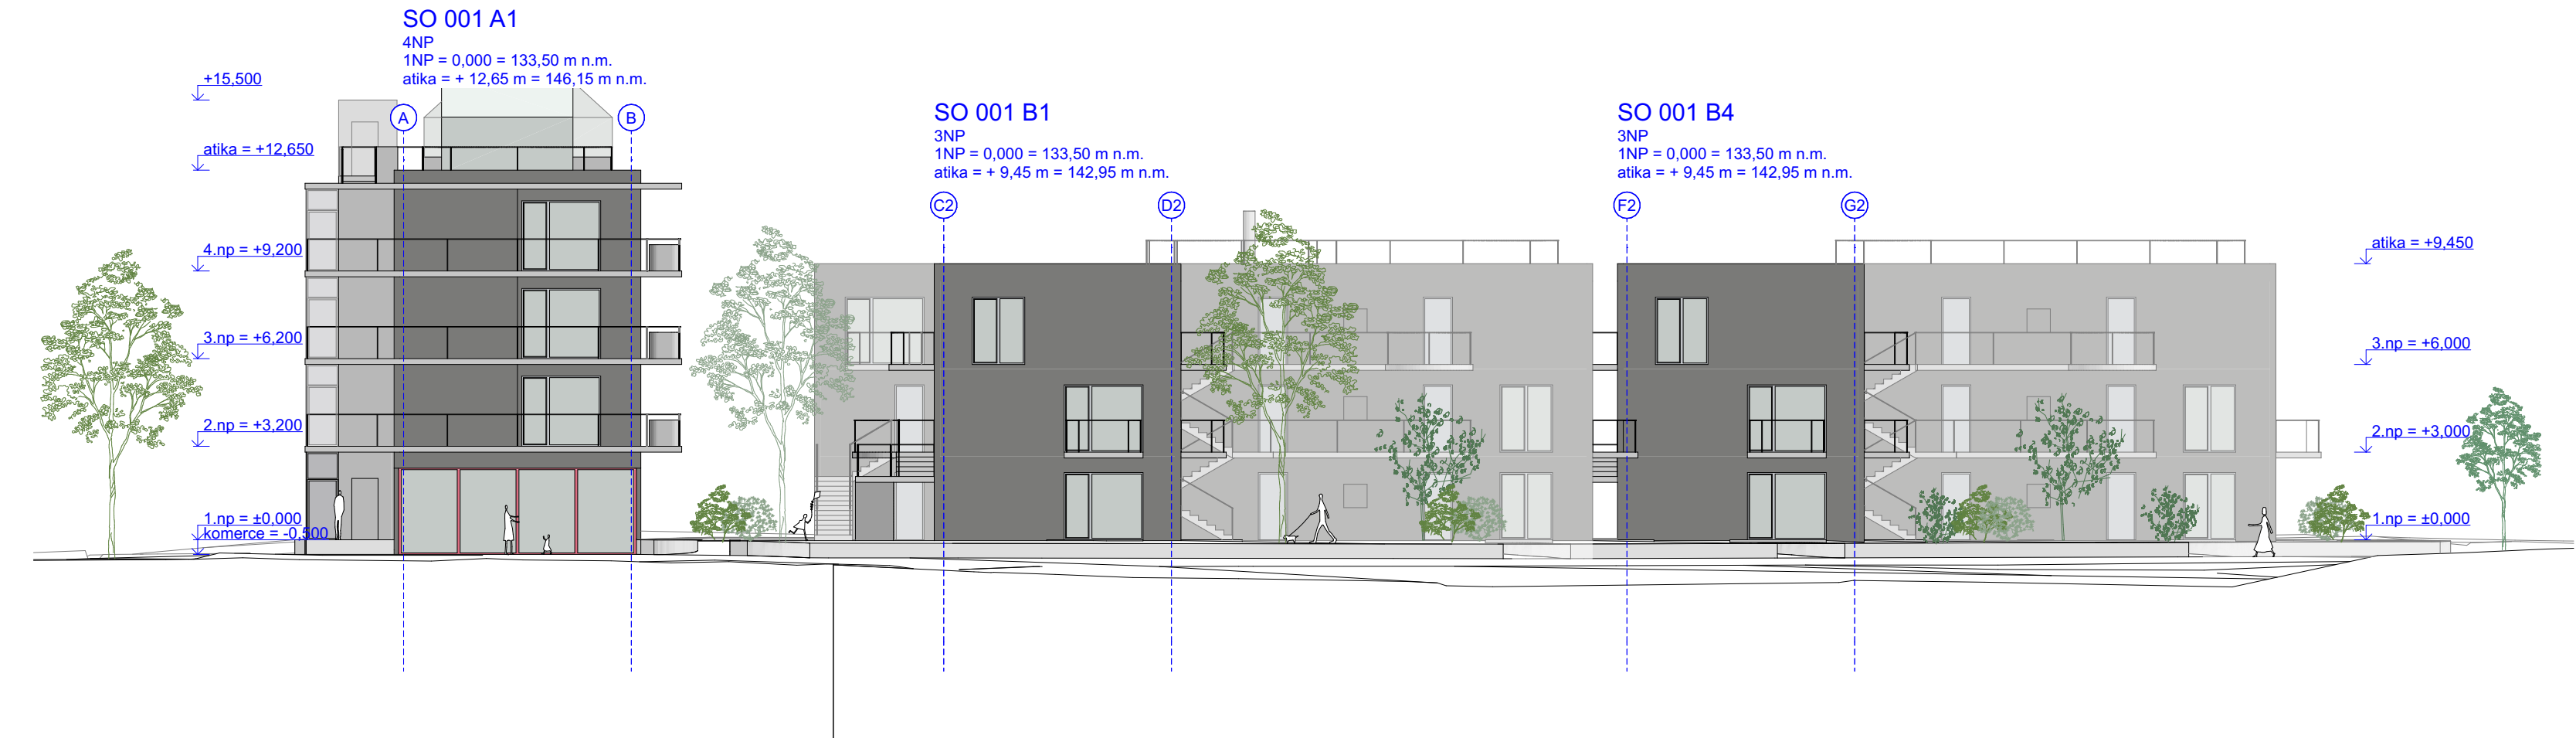 SO 001 A1
4NP
1NP = 0,000 = 133,50 m n.m.
atika = + 12,65 m = 146,15 m n.m.
+15,500
A
B
atika = +12,650
4.np = +9,200
3.np = +6,200
2.np = +3,200
1.np = ±0,000
komerce = -0,500
SO 001 B1
3NP
1NP = 0,000 = 133,50 m n.m.
atika = + 9,45 m = 142,95 m n.m.
C2
D2
SO 001 B4
3NP
1NP = 0,000 = 133,50 m n.m.
atika = + 9,45 m = 142,95 m n.m.
F2
G2
atika = +9,450
3.np = +6,000
2.np = +3,000
1.np = ±0,000